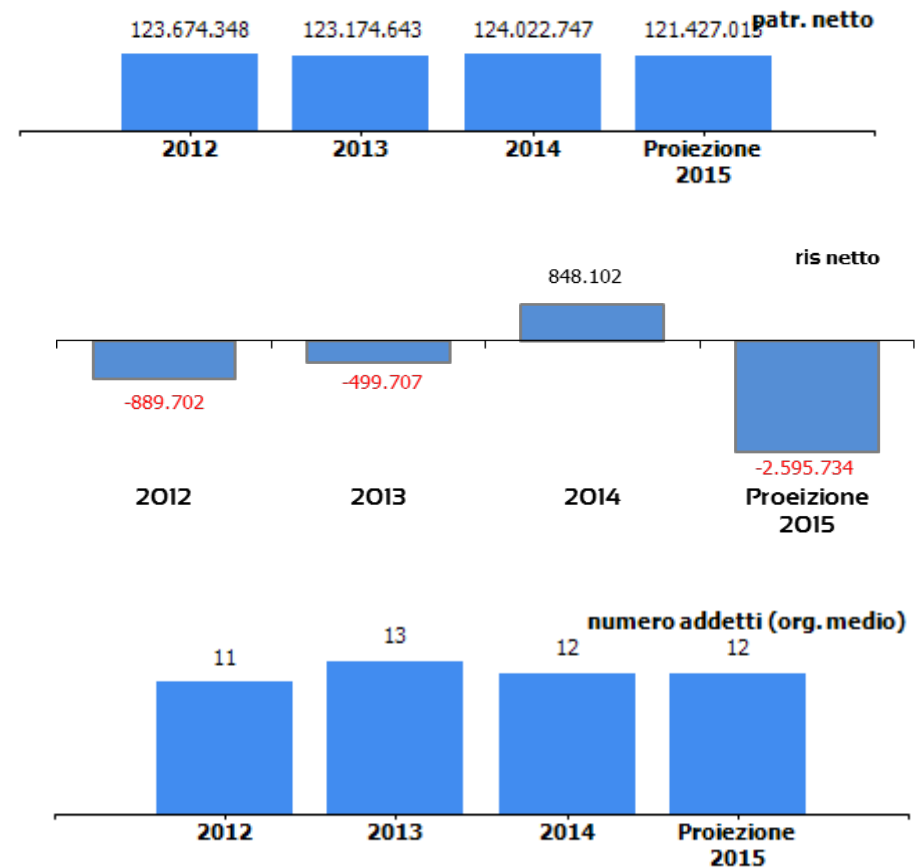 patr. netto
123.674.348 123.174.643 124.022.747 121.427.013
2012 2013 2014 Proiezione
2015
ris netto
848.102
-889.702 -499.707
-2.595.734
2012 2013 2014 Proeizione
2015
numero addetti (org. medio)
11 13 12 12
2012 2013 2014 Proiezione
2015